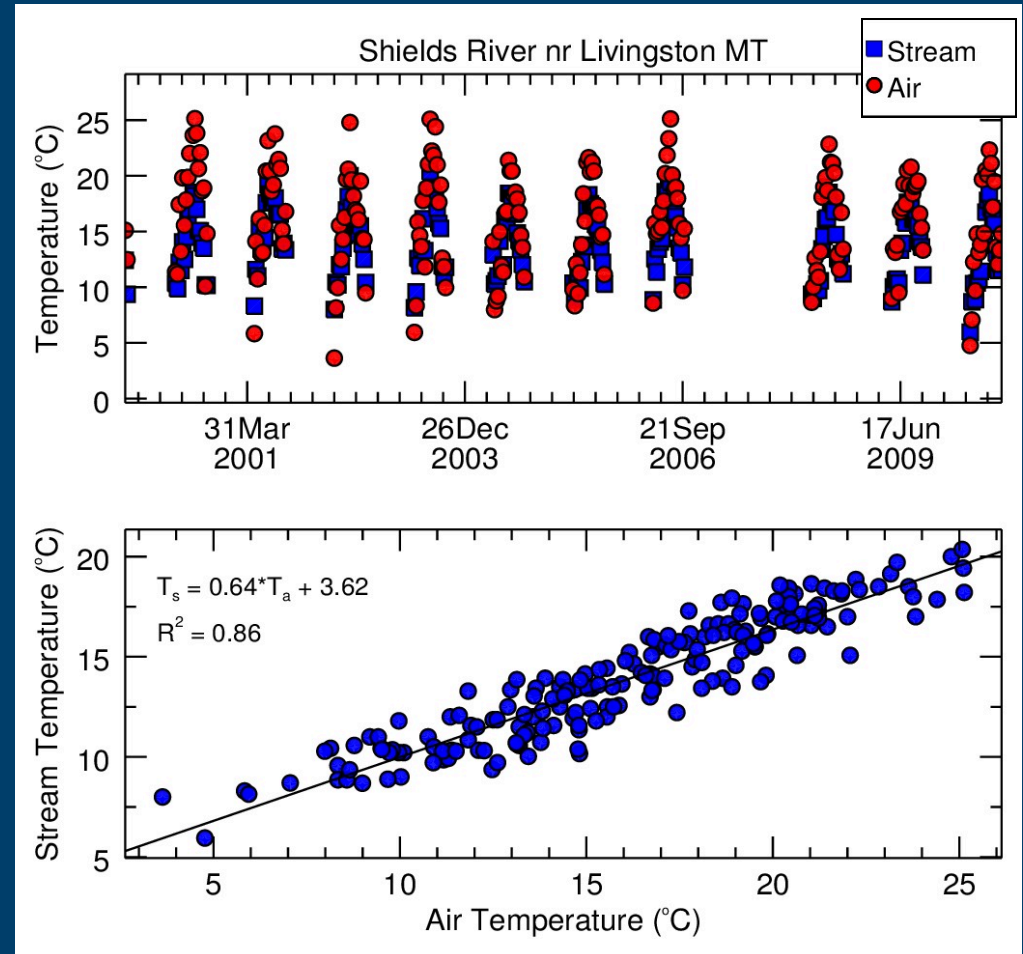 Shields River nr Livingston MT
Stream
Air
Temperature (°C)
25
20
15
10
5
0
31Mar 26Dec 21Sep 17Jun
2001 2003 2006 2009
Stream Temperature (°C)
20
15
10
5
Tₛ = 0.64*Tₐ + 3.62
R² = 0.86
5 10 15 20 25
Air Temperature (°C)